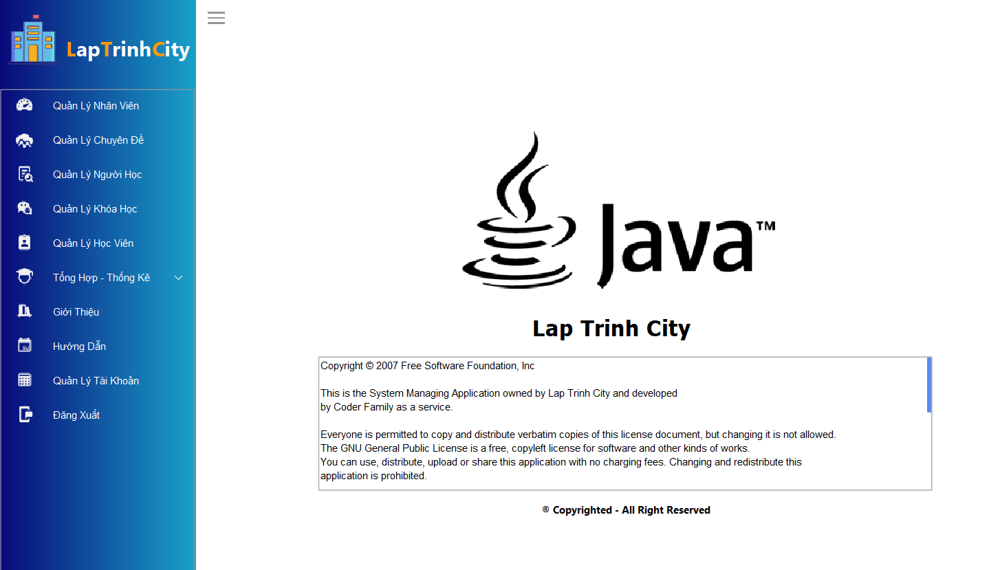 LapTrinhCity
Quản Lý Nhân Viên
Quản Lý Chuyên Đề
Quản Lý Người Học
Quản Lý Khóa Học
Quản Lý Học Viên
Tổng Hợp - Thống Kê
Giới Thiệu
Hướng Dẫn
Quản Lý Tài Khoản
Đăng Xuất
Java™
Lap Trinh City
Copyright © 2007 Free Software Foundation, Inc
This is the System Managing Application owned by Lap Trinh City and developed
by Coder Family as a service.
Everyone is permitted to copy and distribute verbatim copies of this license document, but changing it is not allowed.
The GNU General Public License is a free, copyleft license for software and other kinds of works.
You can use, distribute, upload or share this application with no charging fees. Changing and redistribute this
application is prohibited.
® Copyrighted - All Right Reserved